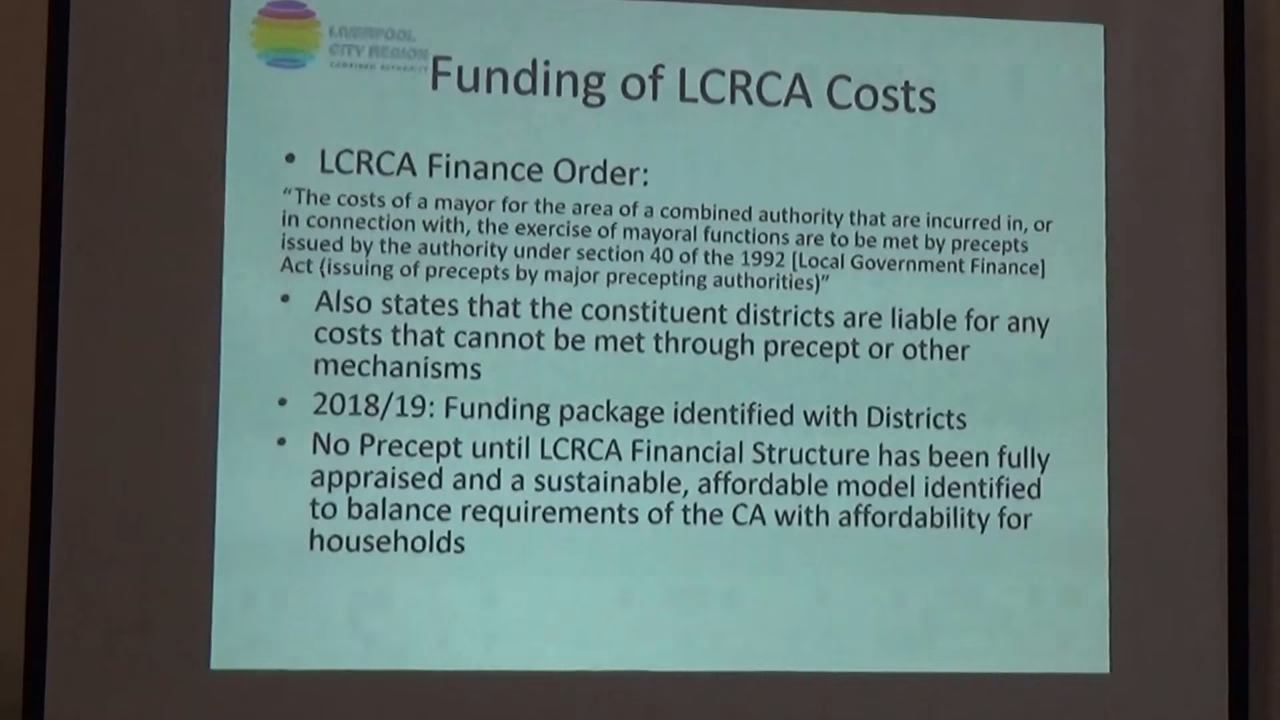 LIVERPOOL
CITY REGION
COMBINED AUTHORITY
Funding of LCRCA Costs
• LCRCA Finance Order:
“The costs of a mayor for the area of a combined authority that are incurred in, or
in connection with, the exercise of mayoral functions are to be met by precepts
issued by the authority under section 40 of the 1992 [Local Government Finance]
Act (issuing of precepts by major precepting authorities)”
• Also states that the constituent districts are liable for any
costs that cannot be met through precept or other
mechanisms
• 2018/19: Funding package identified with Districts
• No Precept until LCRCA Financial Structure has been fully
appraised and a sustainable, affordable model identified
to balance requirements of the CA with affordability for
households